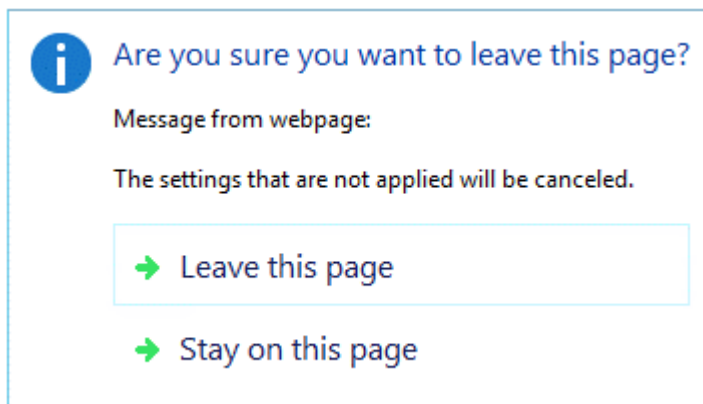 Are you sure you want to leave this page?
Message from webpage:
The settings that are not applied will be canceled.
Leave this page
Stay on this page